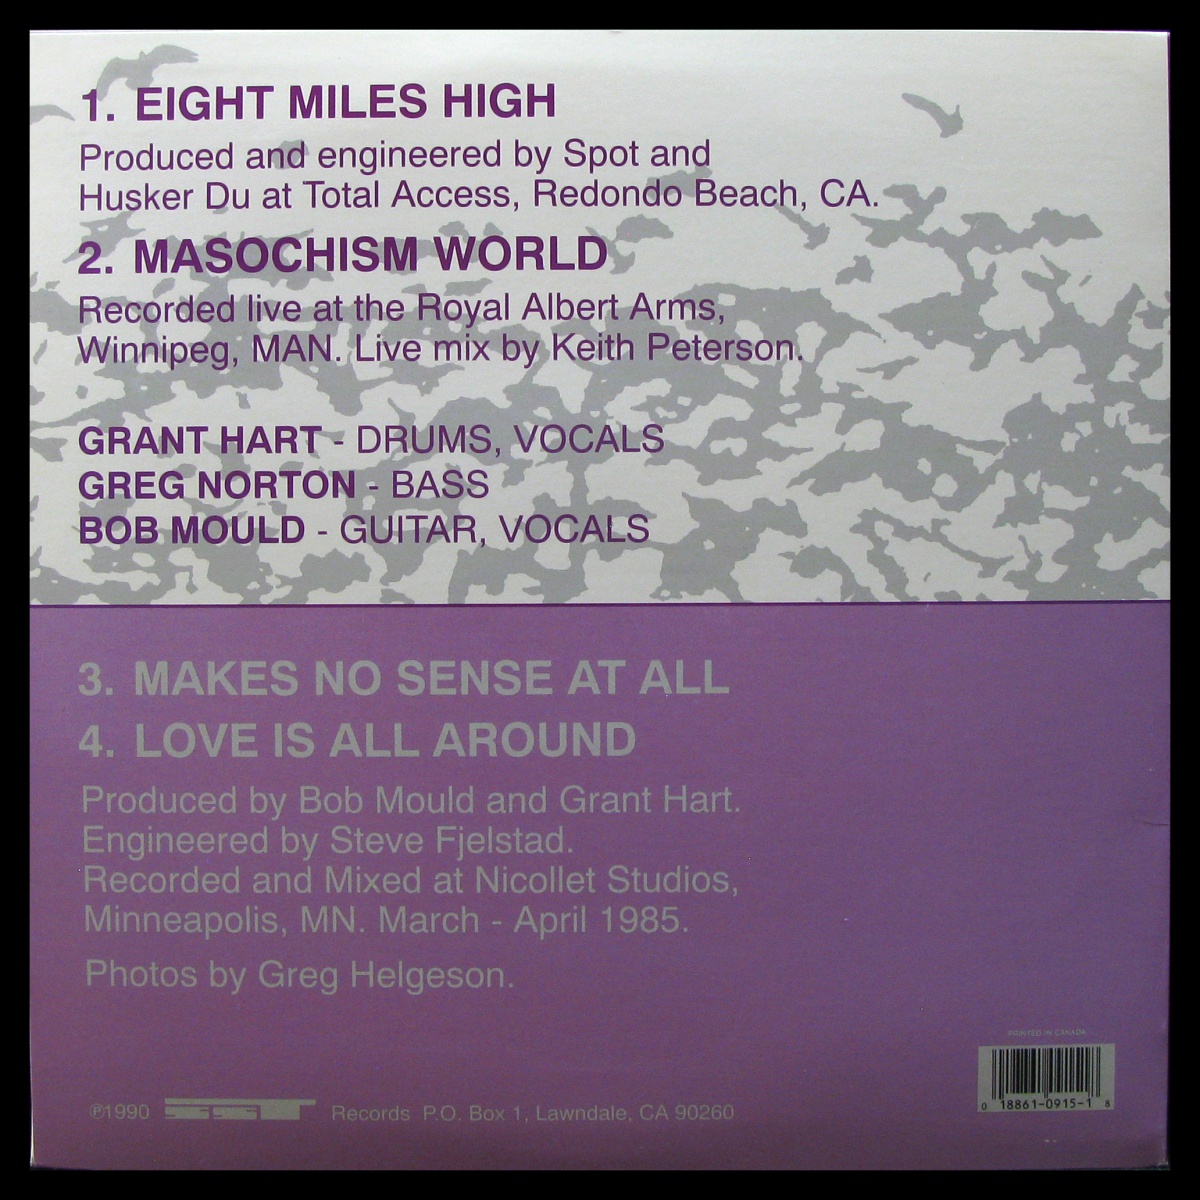 1. EIGHT MILES HIGH
Produced and engineered by Spot and
Husker Du at Total Access, Redondo Beach, CA.
2. MASOCHISM WORLD
Recorded live at the Royal Albert Arms,
Winnipeg, MAN. Live mix by Keith Peterson.
GRANT HART - DRUMS, VOCALS
GREG NORTON - BASS
BOB MOULD - GUITAR, VOCALS
3. MAKES NO SENSE AT ALL
4. LOVE IS ALL AROUND
Produced by Bob Mould and Grant Hart.
Engineered by Steve Fjelstad.
Recorded and Mixed at Nicollet Studios,
Minneapolis, MN. March - April 1985.
Photos by Greg Helgeson.
PRINTED IN CANADA
℗1990 SST Records P.O. Box 1, Lawndale, CA 90260
0 18861-0915-1 8